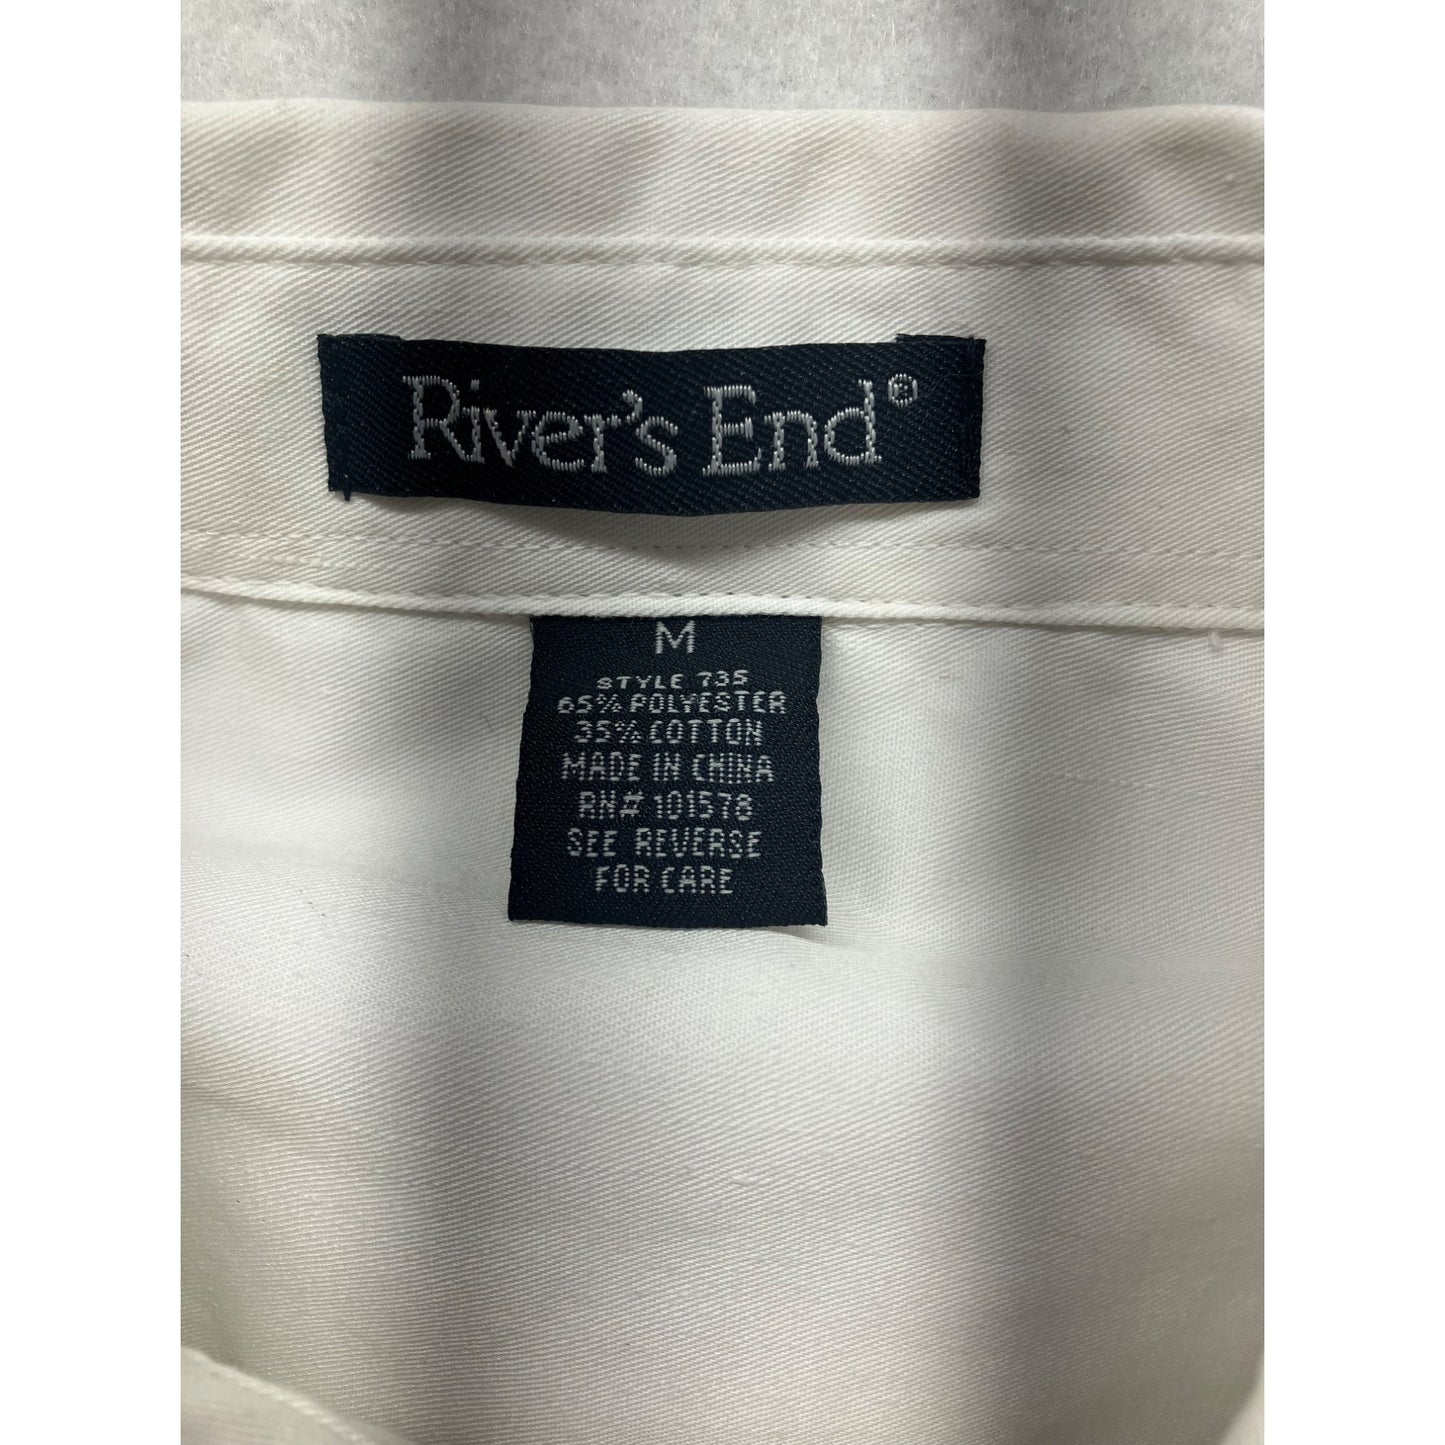 River's End®
M
STYLE 735
65% POLYESTER
35% COTTON
MADE IN CHINA
RN# 101578
SEE REVERSE
FOR CARE